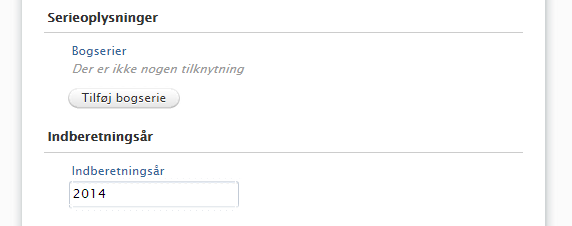 Serieoplysninger
Bogserier
Der er ikke nogen tilknytning
Tilføj bogserie
Indberetningsår
Indberetningsår
2014